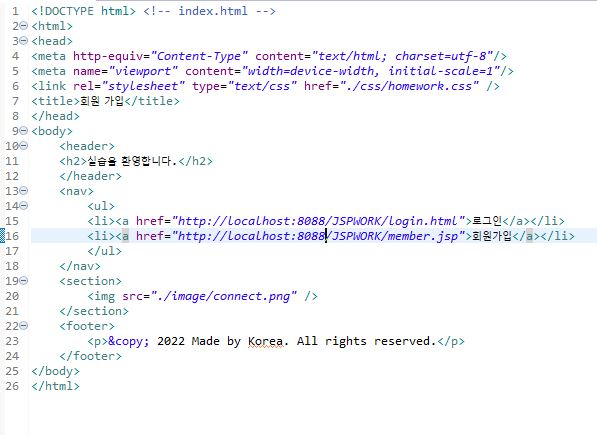 1 <!DOCTYPE html> <!-- index.html -->
2 <html>
3 <head>
4 <meta http-equiv="Content-Type" content="text/html; charset=utf-8"/>
5 <meta name="viewport" content="width=device-width, initial-scale=1"/>
6 <link rel="stylesheet" type="text/css" href="./css/homework.css" />
7 <title>회원 가입</title>
8 </head>
9 <body>
10 <header>
11 <h2>실습을 환영합니다.</h2>
12 </header>
13 <nav>
14 <ul>
15 <li><a href="http://localhost:8088/JSPWORK/login.html">로그인</a></li>
16 <li><a href="http://localhost:8088/JSPWORK/member.jsp">회원가입</a></li>
17 </ul>
18 </nav>
19 <section>
20 <img src="./image/connect.png" />
21 </section>
22 <footer>
23 <p>&copy; 2022 Made by Korea. All rights reserved.</p>
24 </footer>
25 </body>
26 </html>